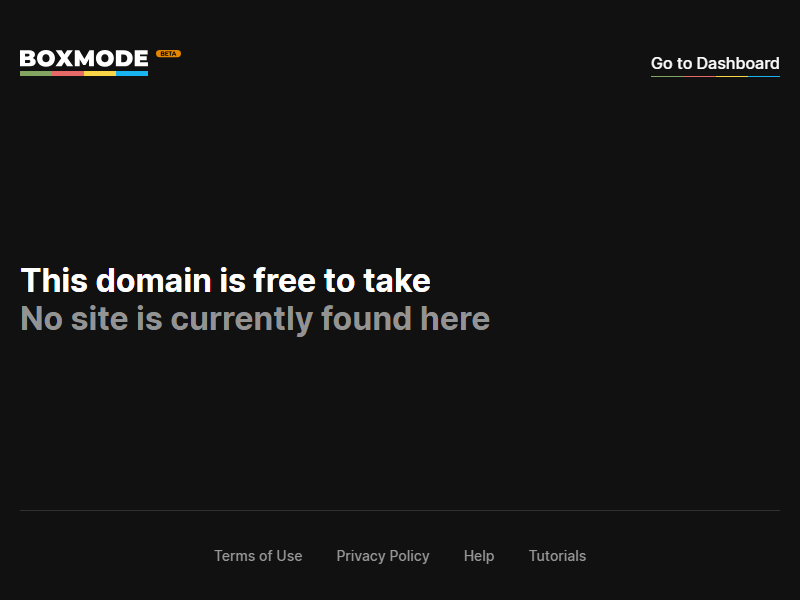 BOXMODE BETA
Go to Dashboard
This domain is free to take
No site is currently found here
Terms of Use Privacy Policy Help Tutorials